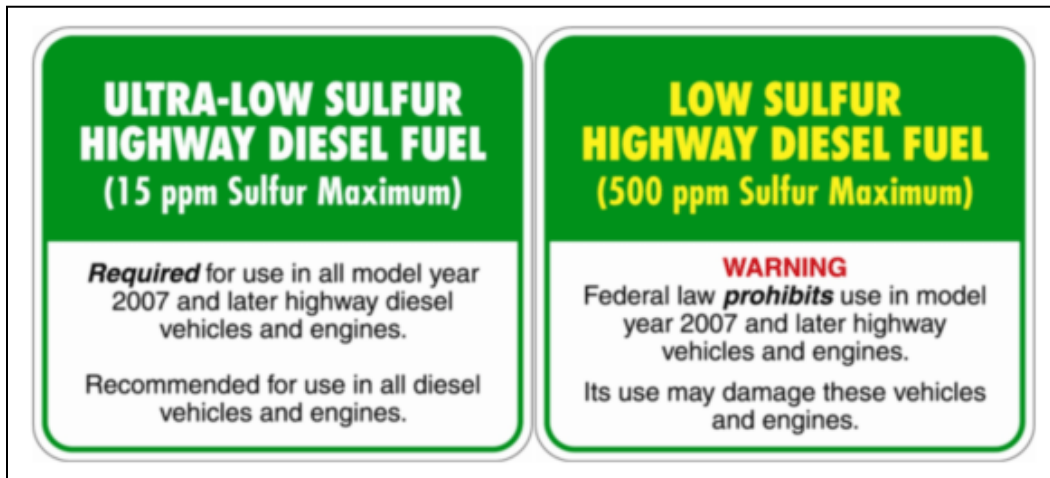 ULTRA-LOW SULFUR
HIGHWAY DIESEL FUEL
(15 ppm Sulfur Maximum)
Required for use in all model year
2007 and later highway diesel
vehicles and engines.
Recommended for use in all diesel
vehicles and engines.
LOW SULFUR
HIGHWAY DIESEL FUEL
(500 ppm Sulfur Maximum)
WARNING
Federal law prohibits use in model
year 2007 and later highway
vehicles and engines.
Its use may damage these vehicles
and engines.